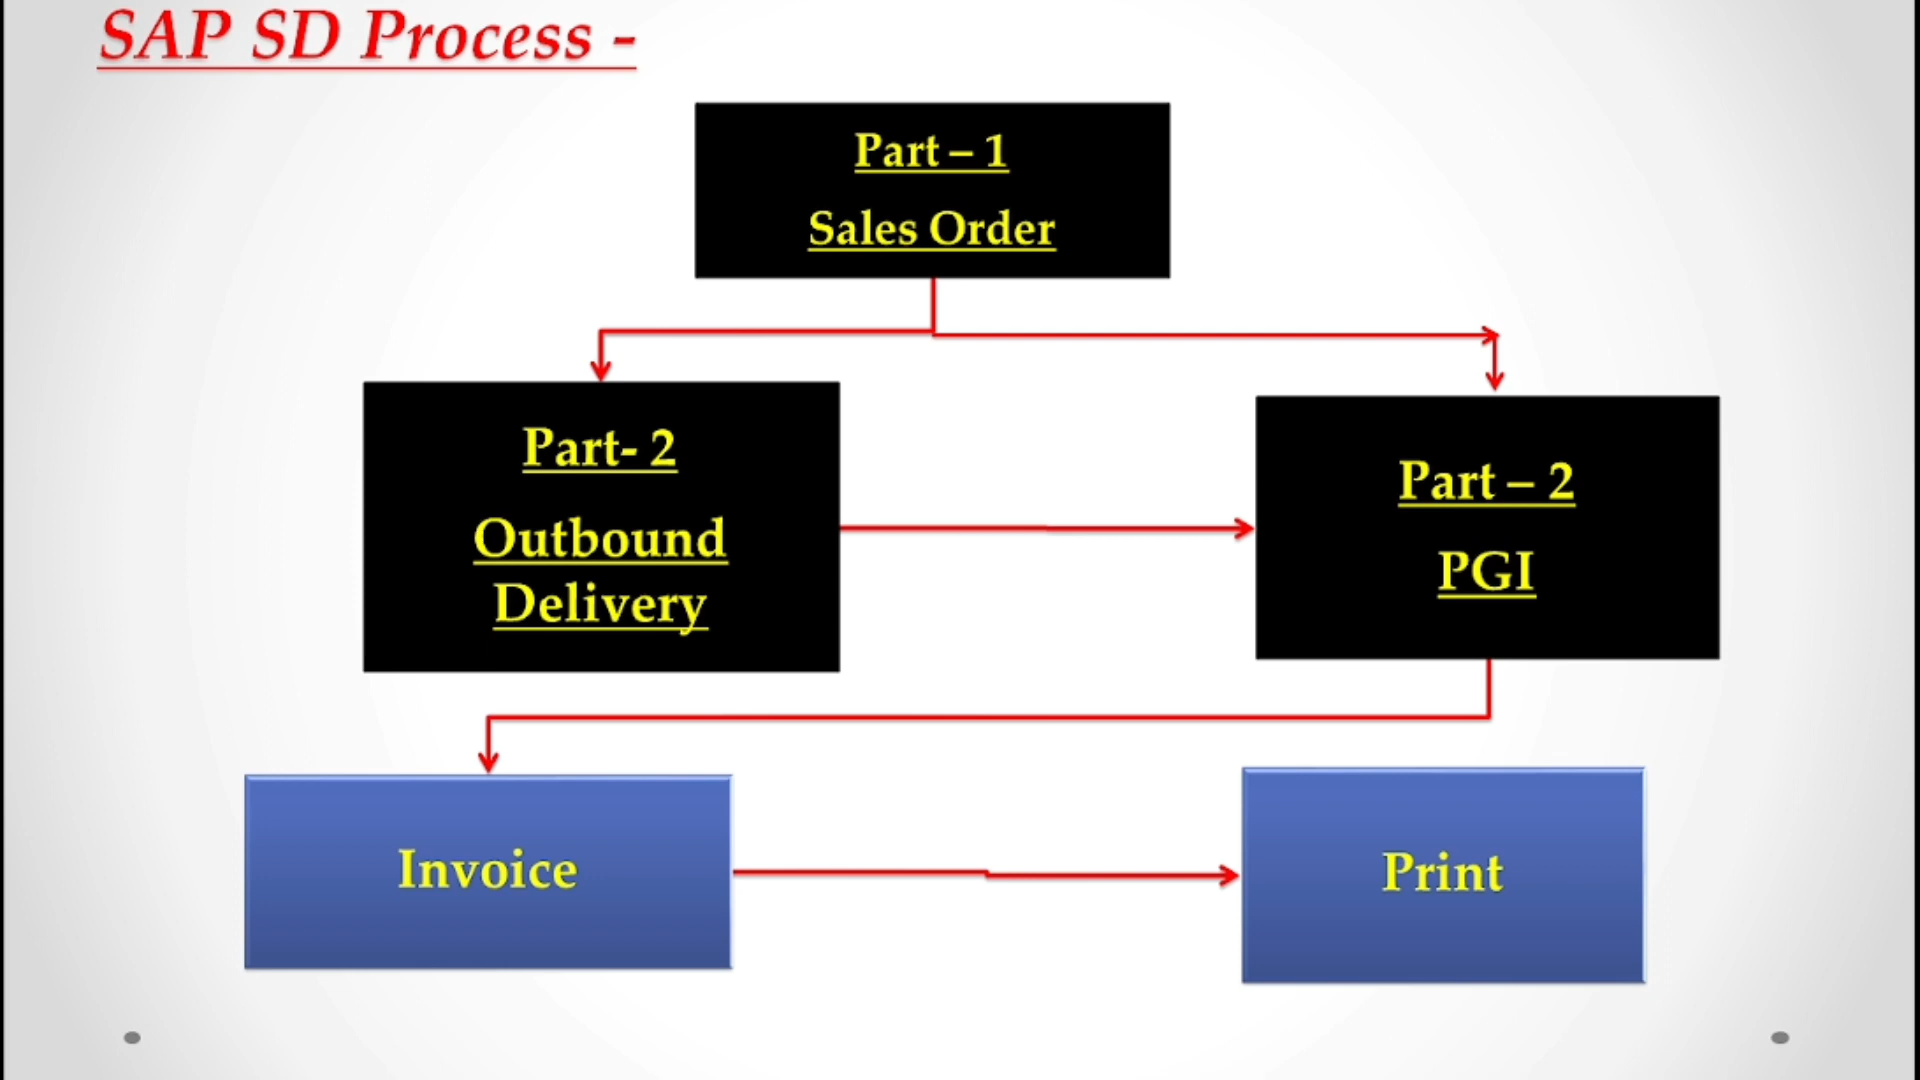 SAP SD Process -
Part – 1
Sales Order
Part- 2
Outbound
Delivery
Part – 2
PGI
Invoice
Print